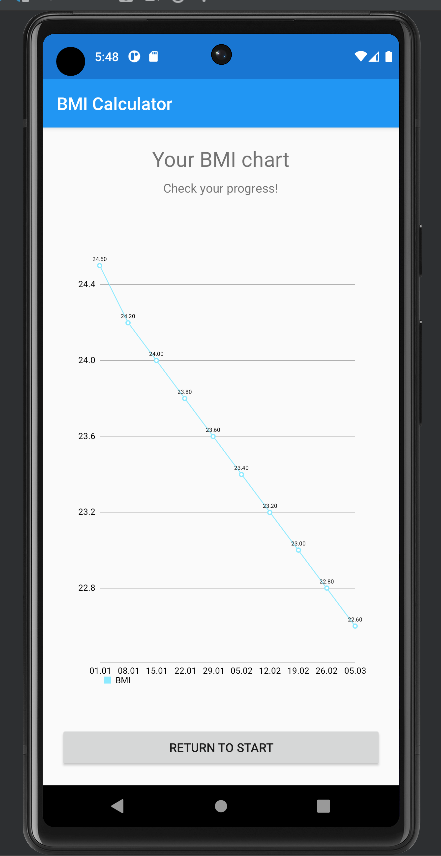 5:48
BMI Calculator
Your BMI chart
Check your progress!
24.50
24.4
24.20
24.00
24.0
23.80
23.60
23.6
23.40
23.20
23.2
23.00
22.80
22.8
22.60
01.01 08.01 15.01 22.01 29.01 05.02 12.02 19.02 26.02 05.03
BMI
RETURN TO START